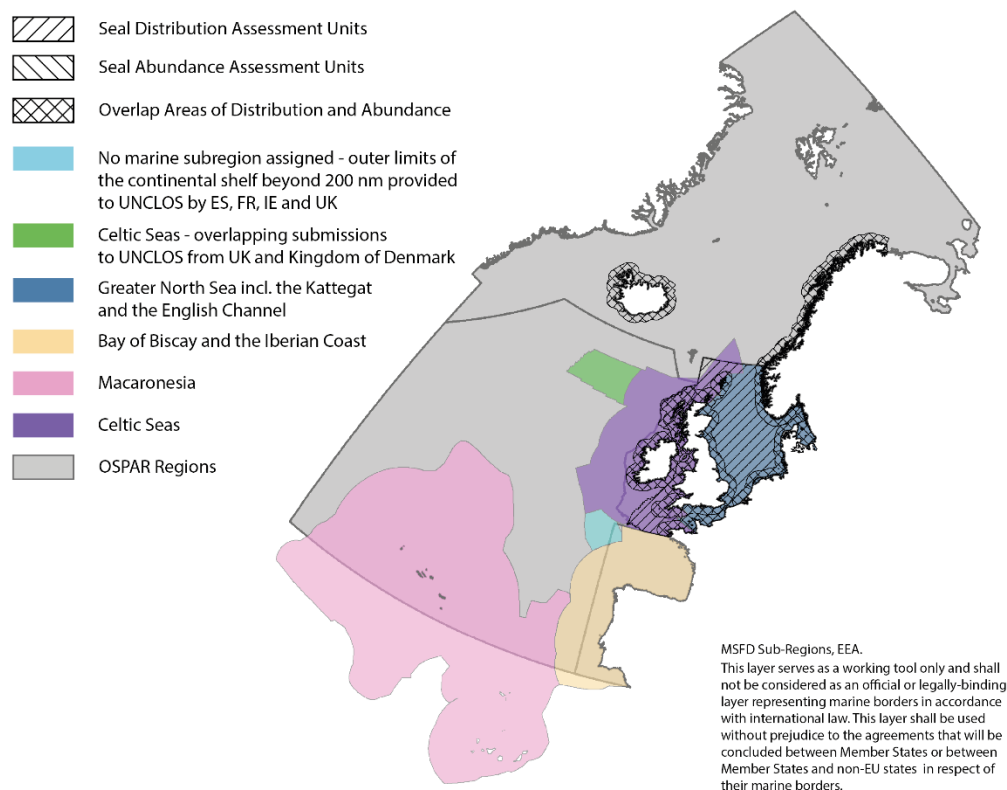 Seal Distribution Assessment Units
Seal Abundance Assessment Units
Overlap Areas of Distribution and Abundance
No marine subregion assigned - outer limits of
the continental shelf beyond 200 nm provided
to UNCLOS by ES, FR, IE and UK
Celtic Seas - overlapping submissions
to UNCLOS from UK and Kingdom of Denmark
Greater North Sea incl. the Kattegat
and the English Channel
Bay of Biscay and the Iberian Coast
Macaronesia
Celtic Seas
OSPAR Regions
MSFD Sub-Regions, EEA.
This layer serves as a working tool only and shall
not be considered as an official or legally-binding
layer representing marine borders in accordance
with international law. This layer shall be used
without prejudice to the agreements that will be
concluded between Member States or between
Member States and non-EU states in respect of
their marine borders.